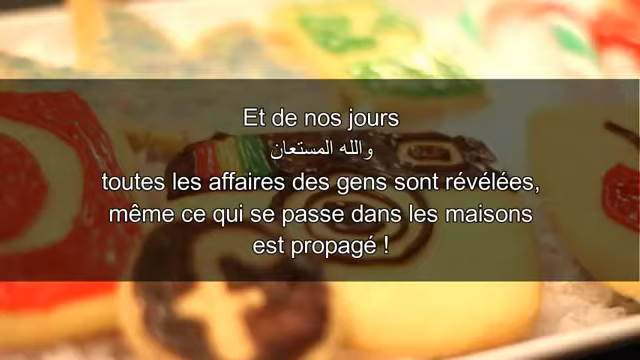 Et de nos jours
والله المستعان
toutes les affaires des gens sont révélées,
même ce qui se passe dans les maisons
est propagé !